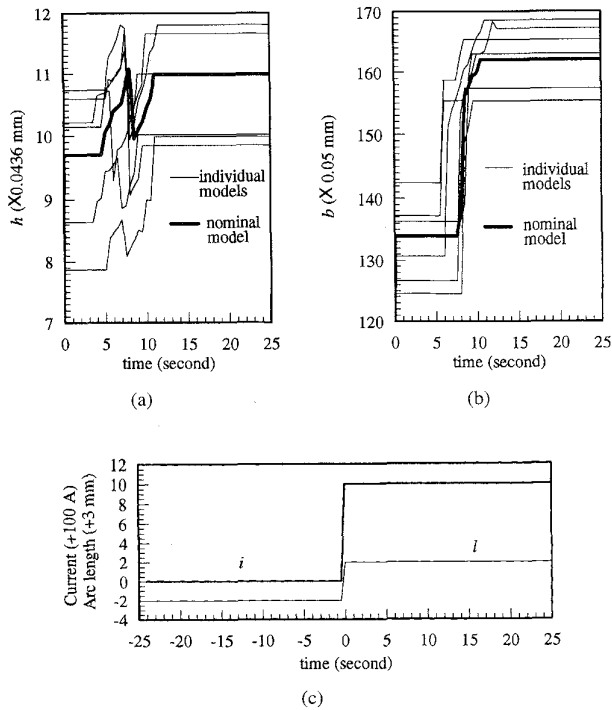 12
11
10
9
8
7
h (X0.0436 mm)
individual
models
nominal
model
0 5 10 15 20 25
time (second)
(a)
170
160
150
140
130
120
b (X 0.05 mm)
individual
models
nominal
model
0 5 10 15 20 25
time (second)
(b)
12
10
8
6
4
2
0
-2
-4
Current (+100 A)
Arc length (+3 mm)
i
l
-25 -20 -15 -10 -5 0 5 10 15 20 25
time (second)
(c)